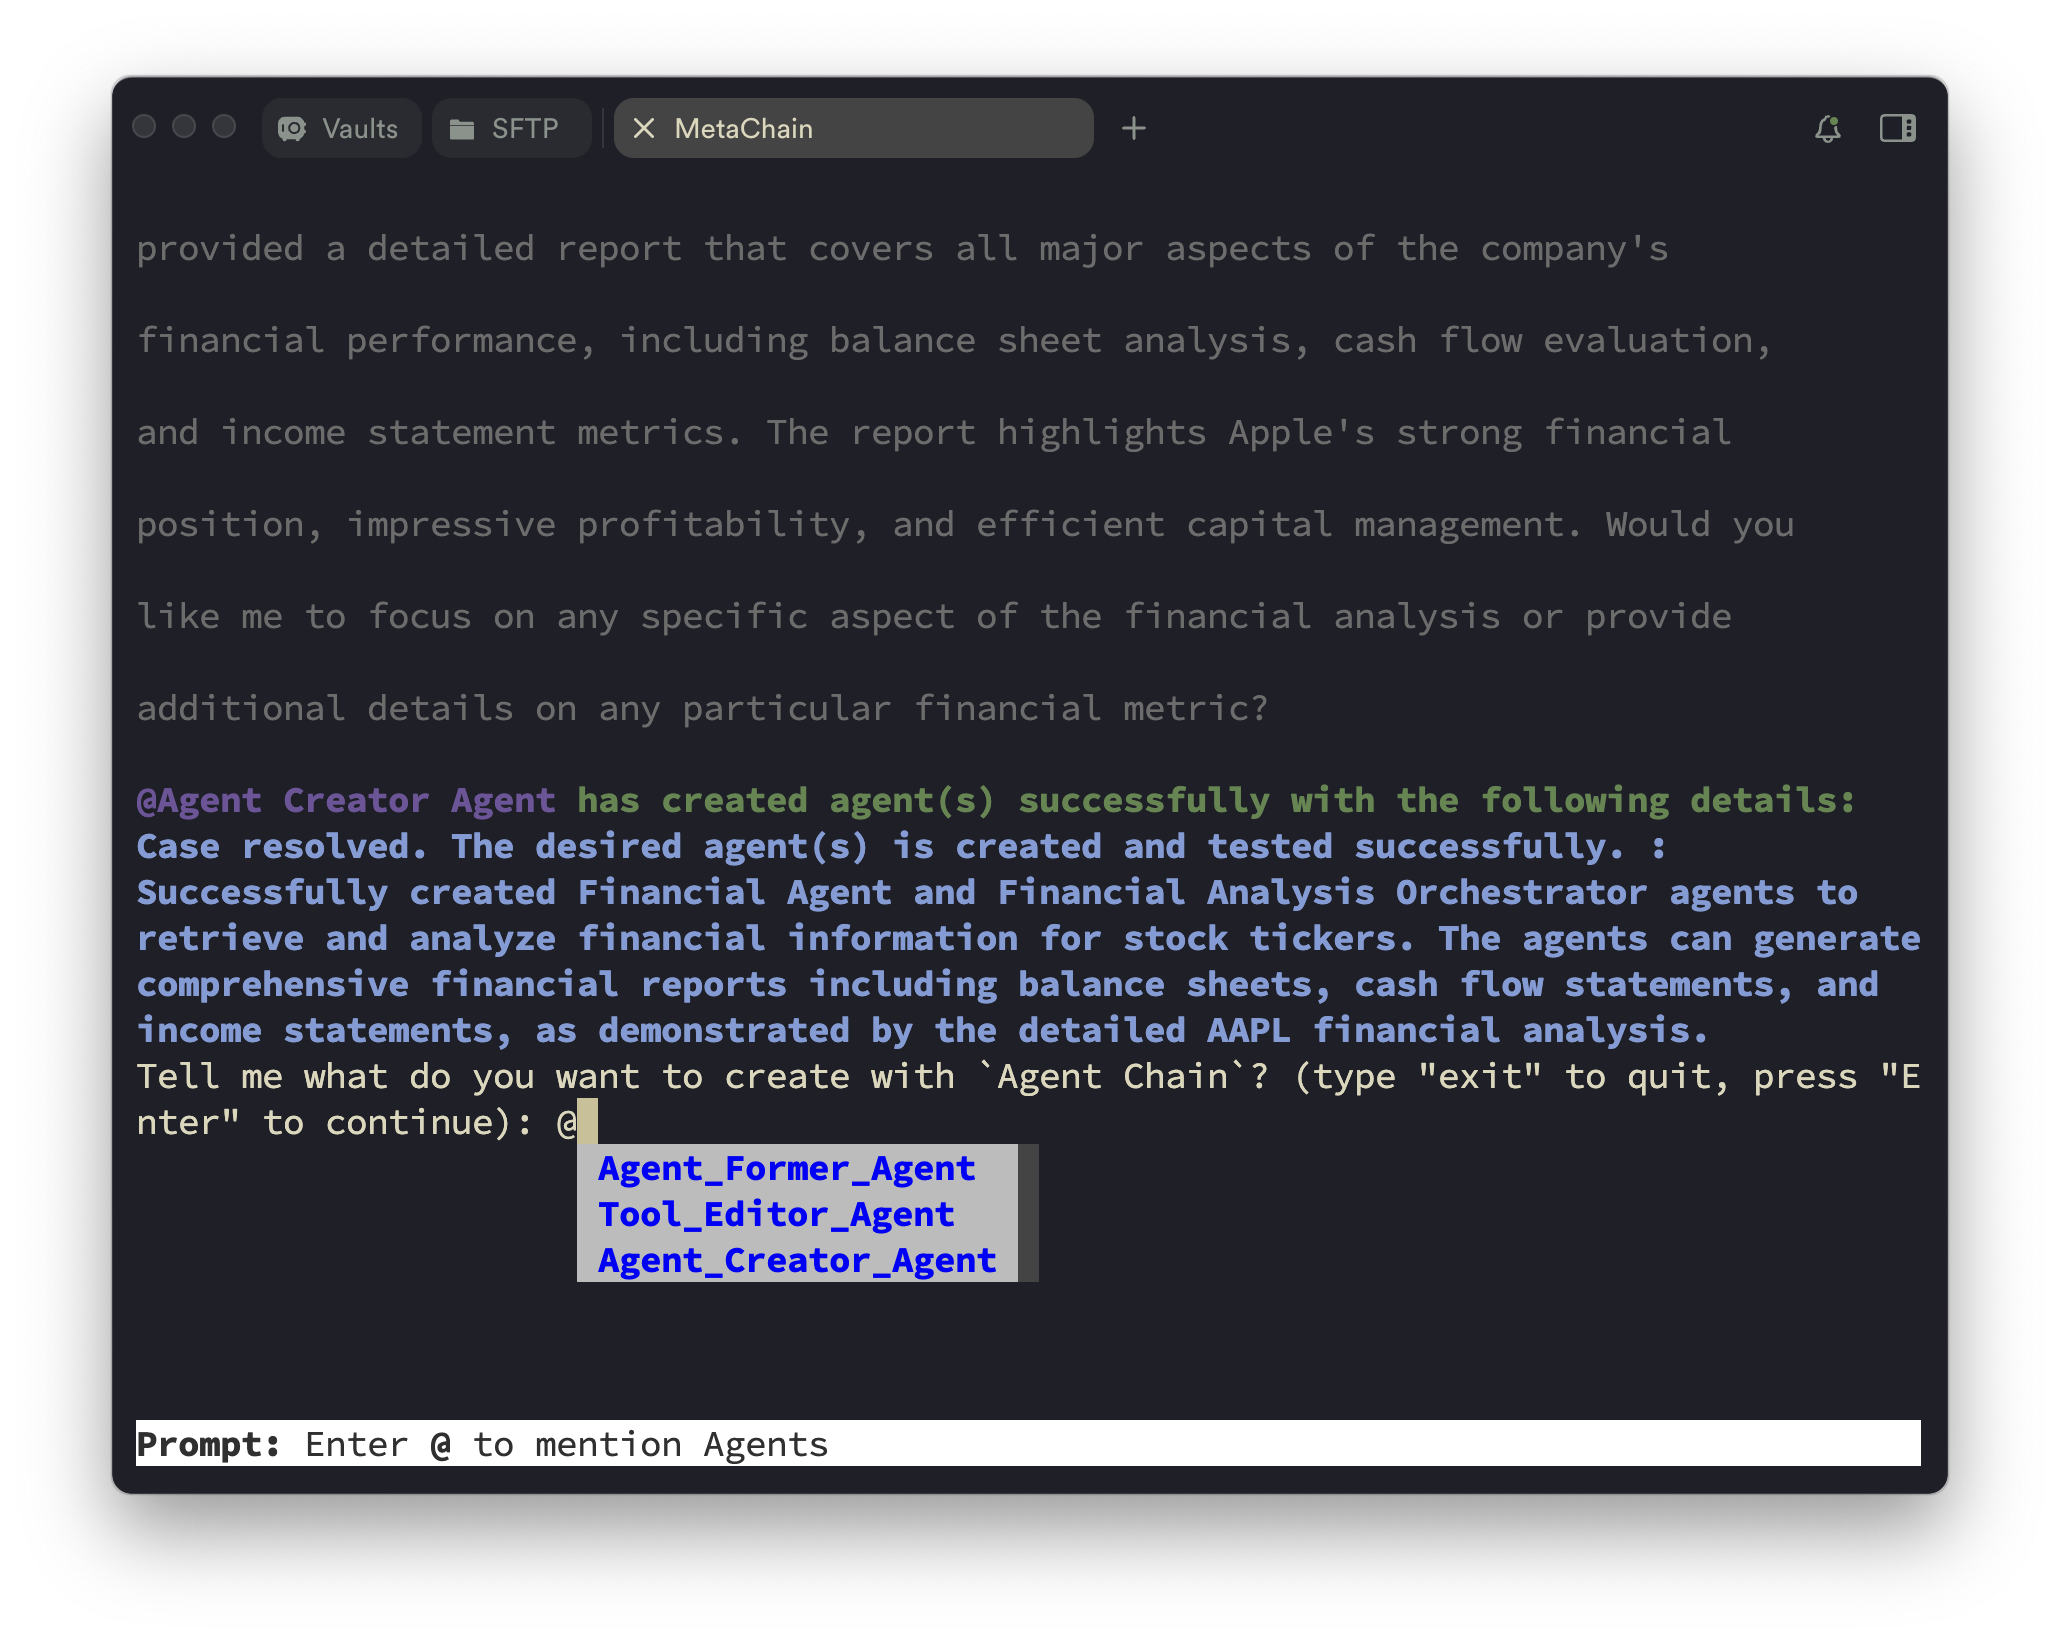 Vaults SFTP MetaChain
provided a detailed report that covers all major aspects of the company's
financial performance, including balance sheet analysis, cash flow evaluation,
and income statement metrics. The report highlights Apple's strong financial
position, impressive profitability, and efficient capital management. Would you
like me to focus on any specific aspect of the financial analysis or provide
additional details on any particular financial metric?
@Agent Creator Agent has created agent(s) successfully with the following details:
Case resolved. The desired agent(s) is created and tested successfully. :
Successfully created Financial Agent and Financial Analysis Orchestrator agents to
retrieve and analyze financial information for stock tickers. The agents can generate
comprehensive financial reports including balance sheets, cash flow statements, and
income statements, as demonstrated by the detailed AAPL financial analysis.
Tell me what do you want to create with `Agent Chain`? (type "exit" to quit, press "E
nter" to continue): @
Agent_Former_Agent
Tool_Editor_Agent
Agent_Creator_Agent
Prompt: Enter @ to mention Agents